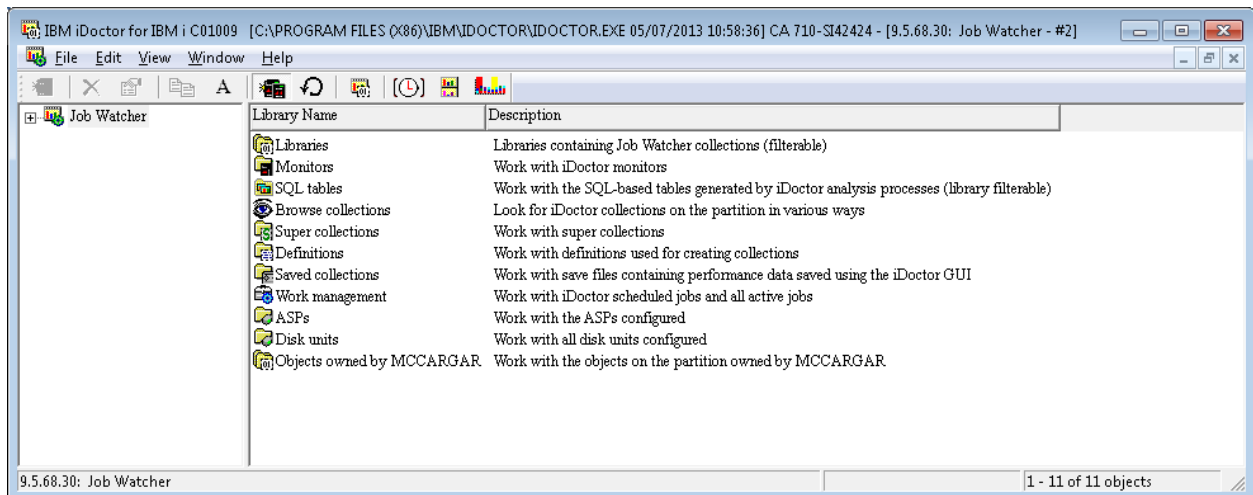 IBM iDoctor for IBM i C01009 [C:\PROGRAM FILES (X86)\IBM\IDOCTOR\IDOCTOR.EXE 05/07/2013 10:58:36] CA 710-SI42424 - [9.5.68.30: Job Watcher - #2]
File Edit View Window Help
A
Job Watcher
Library Name Description
Libraries Libraries containing Job Watcher collections (filterable)
Monitors Work with iDoctor monitors
SQL tables Work with the SQL-based tables generated by iDoctor analysis processes (library filterable)
Browse collections Look for iDoctor collections on the partition in various ways
Super collections Work with super collections
Definitions Work with definitions used for creating collections
Saved collections Work with save files containing performance data saved using the iDoctor GUI
Work management Work with iDoctor scheduled jobs and all active jobs
ASPs Work with the ASPs configured
Disk units Work with all disk units configured
Objects owned by MCCARGAR Work with the objects on the partition owned by MCCARGAR
9.5.68.30: Job Watcher 1 - 11 of 11 objects